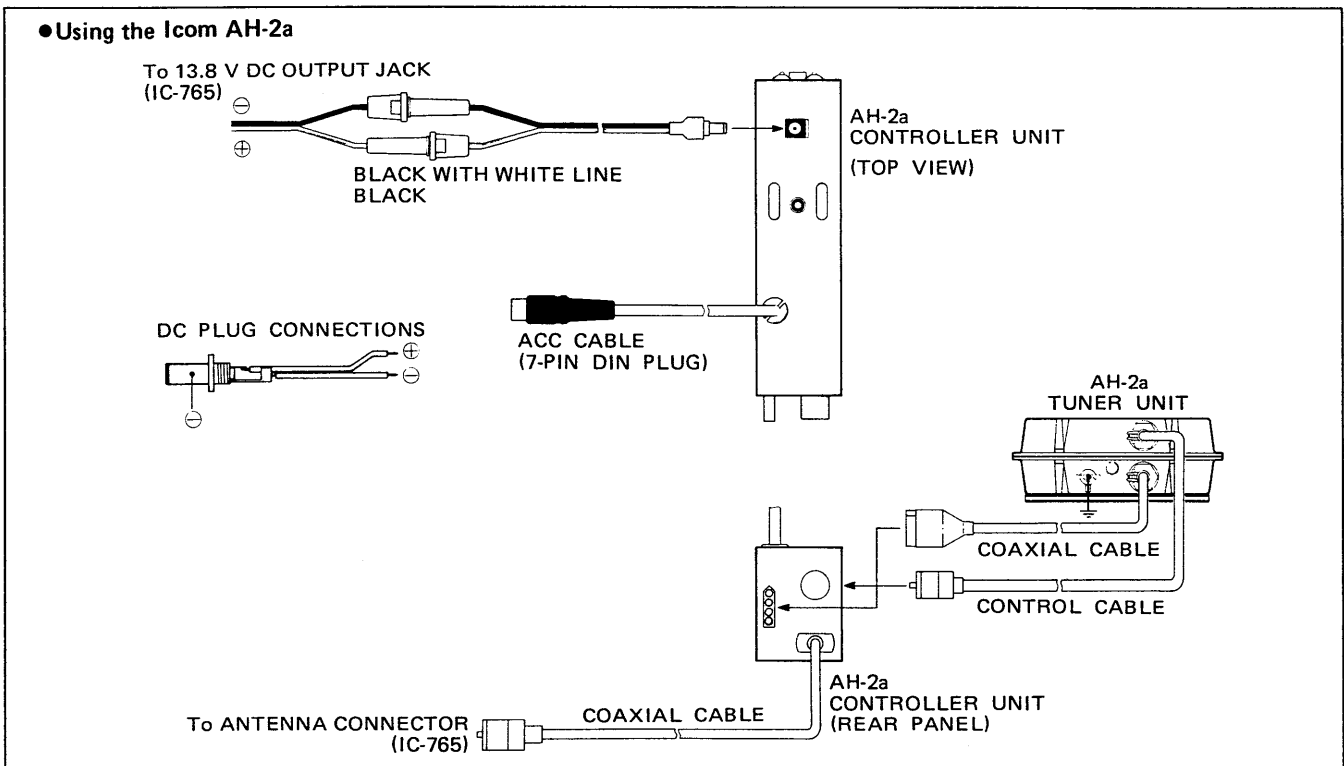 ●Using the Icom AH-2a
To 13.8 V DC OUTPUT JACK
(IC-765)
⊖
⊕
BLACK WITH WHITE LINE
BLACK
AH-2a
CONTROLLER UNIT
(TOP VIEW)
ACC CABLE
(7-PIN DIN PLUG)
DC PLUG CONNECTIONS
⊕
⊖
⊖
AH-2a
TUNER UNIT
COAXIAL CABLE
CONTROL CABLE
AH-2a
CONTROLLER UNIT
(REAR PANEL)
To ANTENNA CONNECTOR
(IC-765)
COAXIAL CABLE